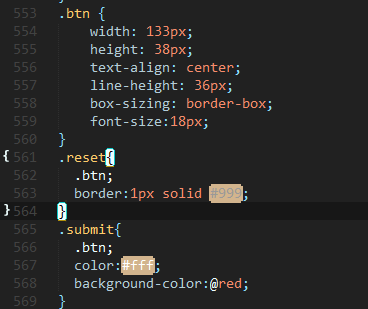 553 .btn {
554 width: 133px;
555 height: 38px;
556 text-align: center;
557 line-height: 36px;
558 box-sizing: border-box;
559 font-size:18px;
560 }
{ 561 .reset{
562 .btn;
563 border:1px solid #999;
} 564 }
565 .submit{
566 .btn;
567 color:#fff;
568 background-color:@red;
569 }